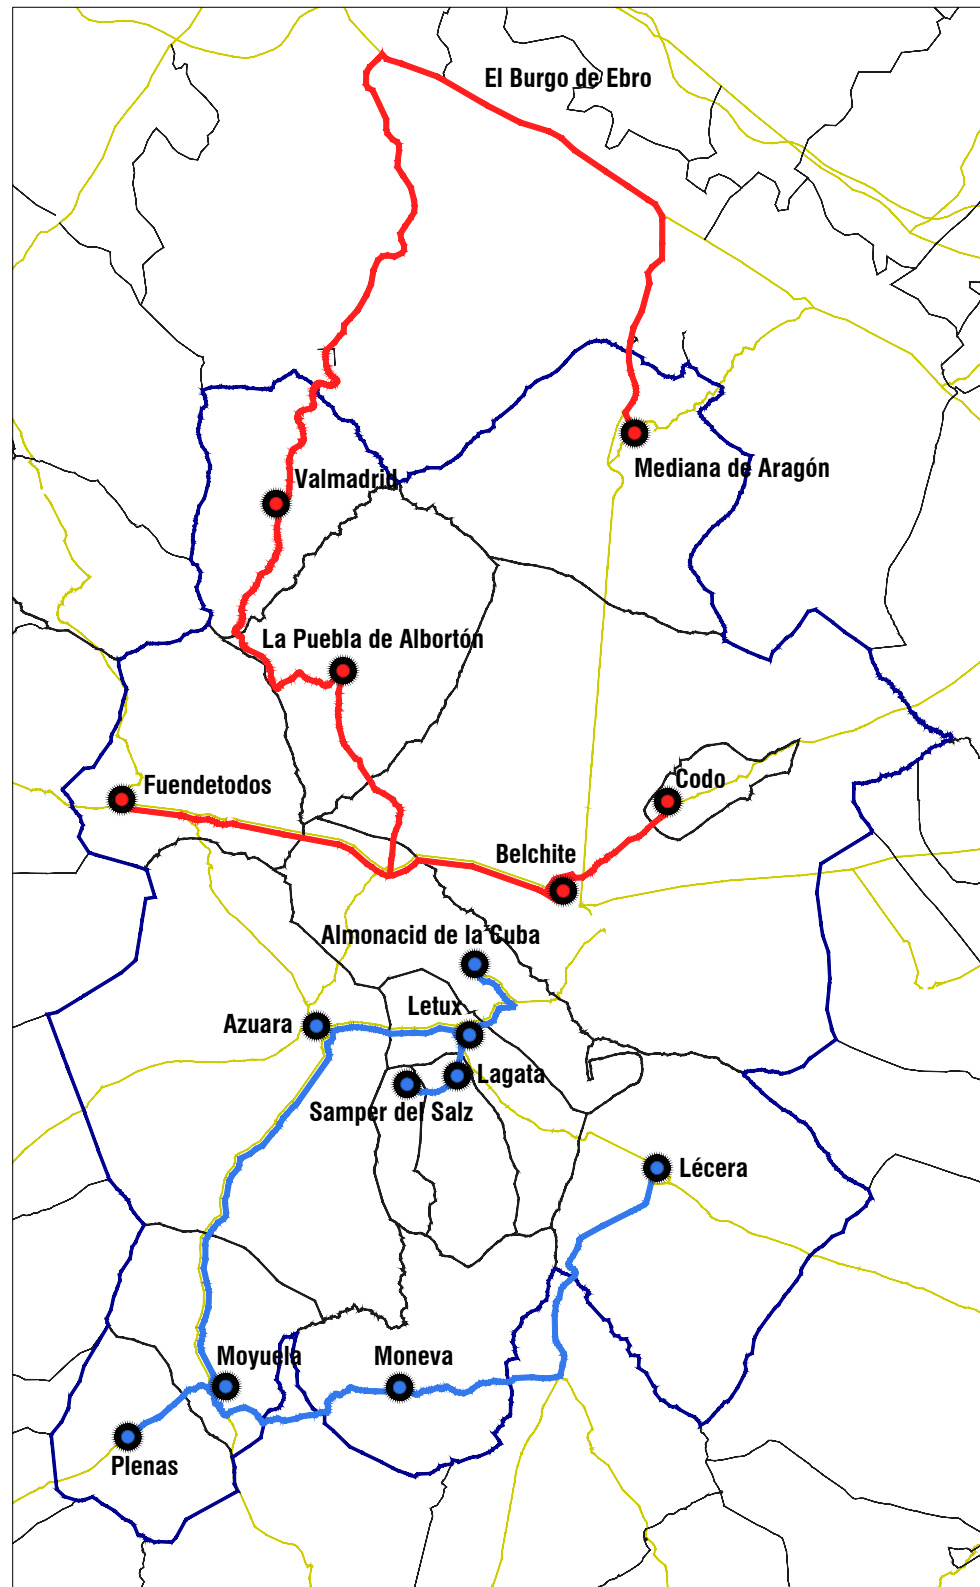 El Burgo de Ebro
Mediana de Aragón
Valmadrid
La Puebla de Albortón
Fuendetodos
Codo
Belchite
Almonacid de la Cuba
Letux
Azuara
Lagata
Samper del Salz
Lécera
Moyuela
Moneva
Plenas